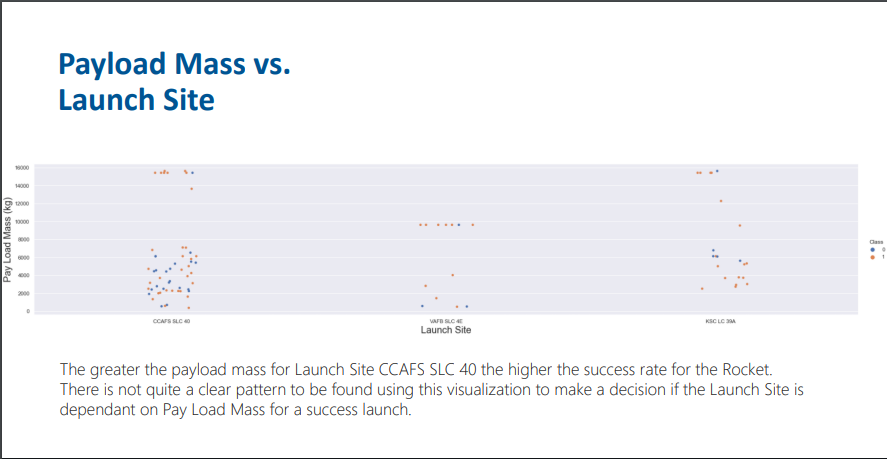 Payload Mass vs.
Launch Site
Pay Load Mass (kg)
16000
14000
12000
10000
8000
6000
4000
2000
0
CCAFS SLC 40
VAFB SLC 4E
KSC LC 39A
Launch Site
Class
0
1
The greater the payload mass for Launch Site CCAFS SLC 40 the higher the success rate for the Rocket.
There is not quite a clear pattern to be found using this visualization to make a decision if the Launch Site is
dependant on Pay Load Mass for a success launch.